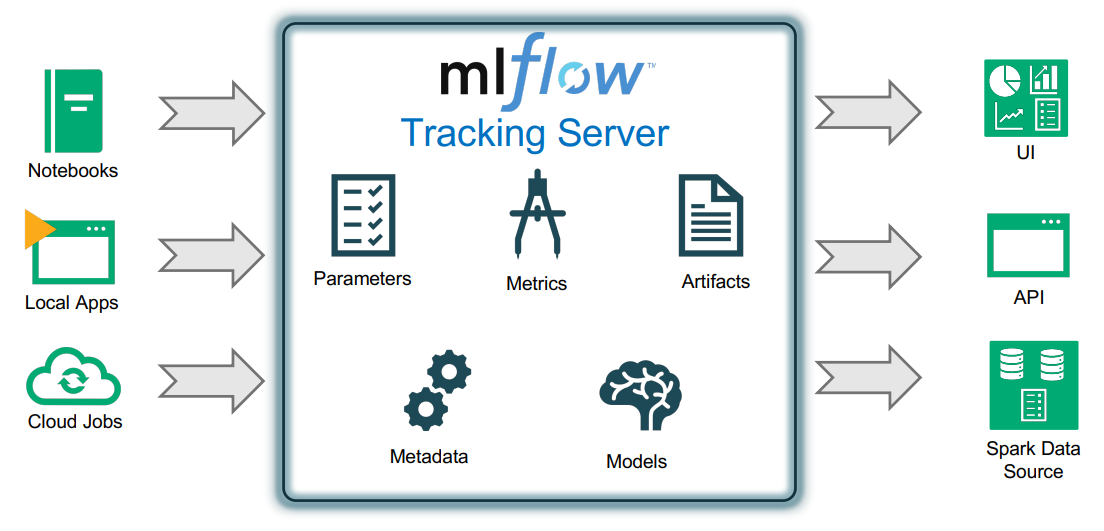 mlflow™
Tracking Server
Notebooks
Local Apps
Cloud Jobs
Parameters
Metrics
Artifacts
Metadata
Models
UI
API
Spark Data
Source